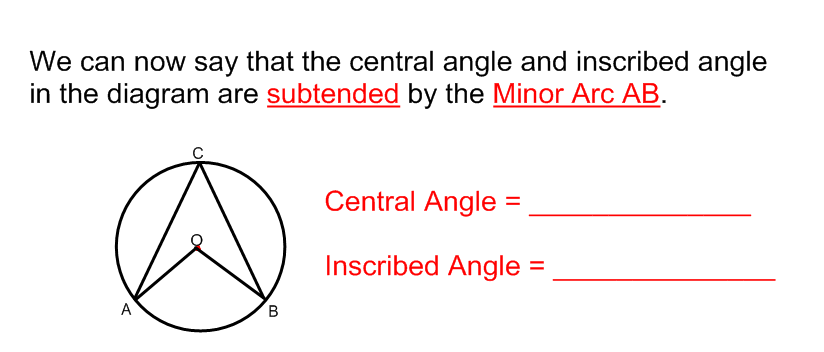 We can now say that the central angle and inscribed angle
in the diagram are subtended by the Minor Arc AB.
C
Central Angle = _______________
O
Inscribed Angle = _______________
A
B